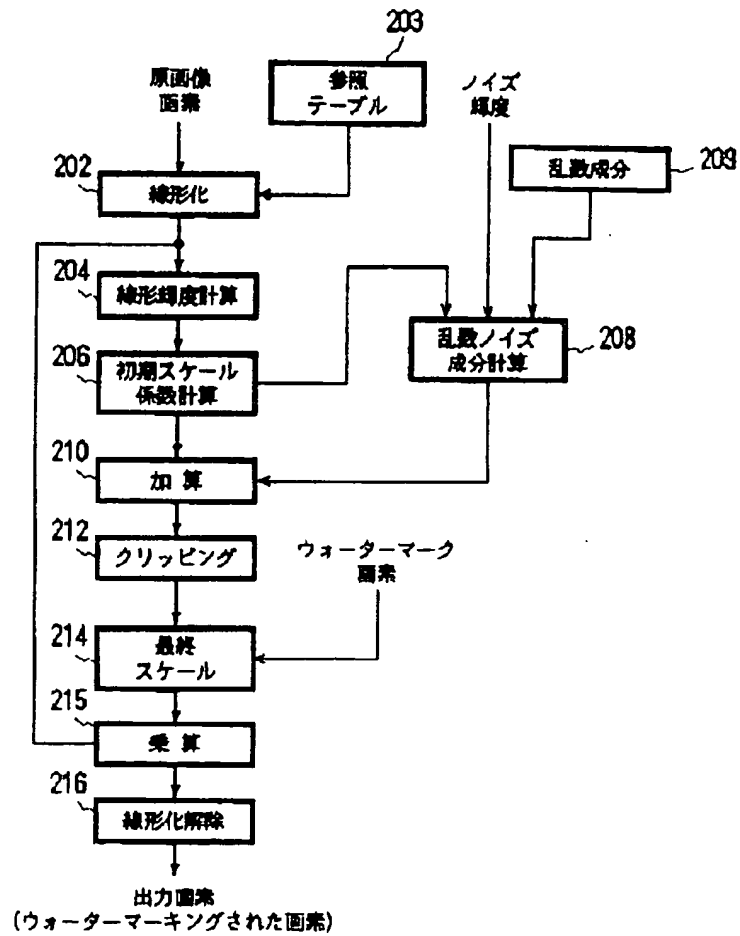 203
原画像
画素
参照
テーブル
ノイズ
輝度
202
線形化
乱数成分
209
204
線形輝度計算
206
初期スケール
係数計算
乱数ノイズ
成分計算
208
210
加算
212
クリッピング
ウォーターマーク
画素
214
最終
スケール
215
乗算
216
線形化解除
出力画素
(ウォーターマーキングされた画素)